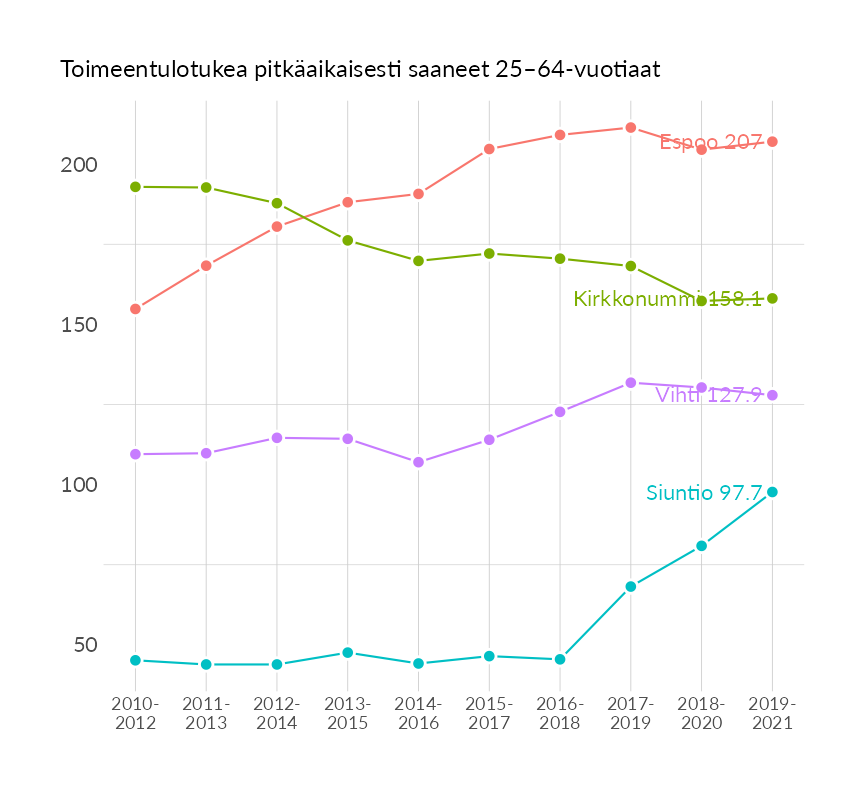 Toimeentulotukea pitkäaikaisesti saaneet 25–64-vuotiaat
Espoo 207
200
Kirkkonummi 158.1
150
Vihti 127.9
100
Siuntio 97.7
50
2010- 2011- 2012- 2013- 2014- 2015- 2016- 2017- 2018- 2019-
2012 2013 2014 2015 2016 2017 2018 2019 2020 2021